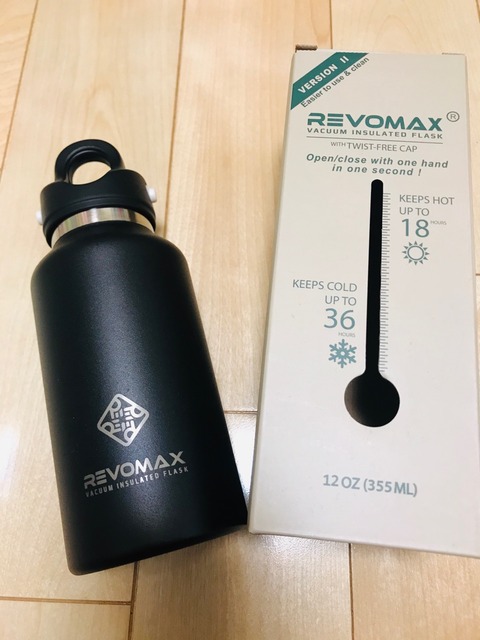 REVOMAX
VACUUM INSULATED FLASK
VERSION II
Easier to use & clean
REVOMAX®
VACUUM INSULATED FLASK
WITH TWIST-FREE CAP
Open/close with one hand
in one second !
KEEPS HOT
UP TO
18 HOURS
KEEPS COLD
UP TO
36
HOURS
12 OZ (355 ML)